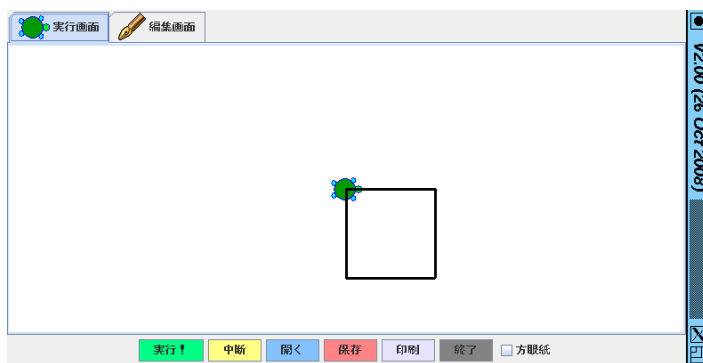 実行画面
編集画面
V2.00 (26 Oct 2008)
実行！
中断
開く
保存
印刷
終了
方眼紙